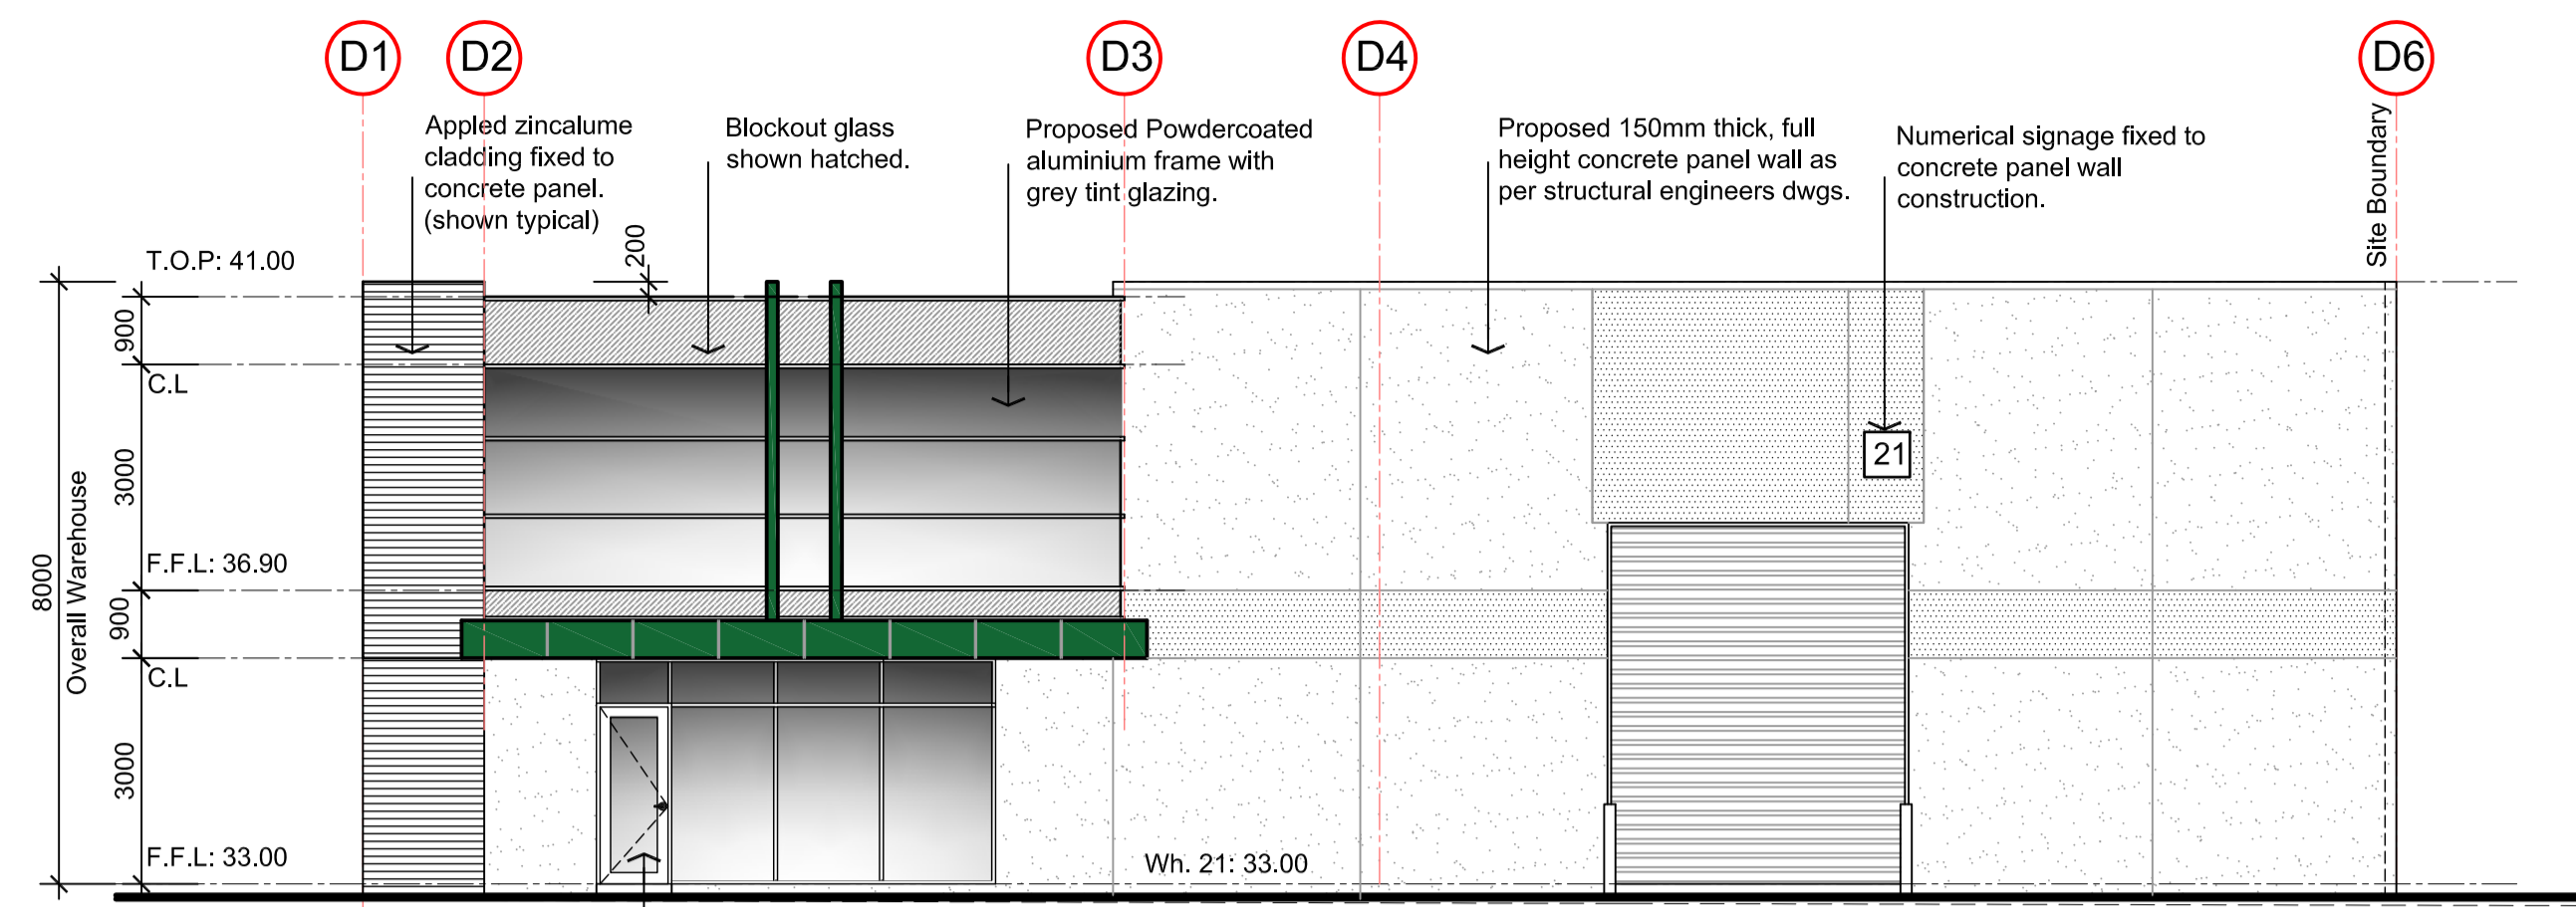 D1
D2
D3
D4
D6
Appled zincalume
cladding fixed to
concrete panel.
(shown typical)
Blockout glass
shown hatched.
Proposed Powdercoated
aluminium frame with
grey tint glazing.
Proposed 150mm thick, full
height concrete panel wall as
per structural engineers dwgs.
Numerical signage fixed to
concrete panel wall
construction.
Site Boundary
T.O.P: 41.00
200
900
C.L
3000
F.F.L: 36.90
900
C.L
3000
F.F.L: 33.00
8000
Overall Warehouse
21
Wh. 21: 33.00